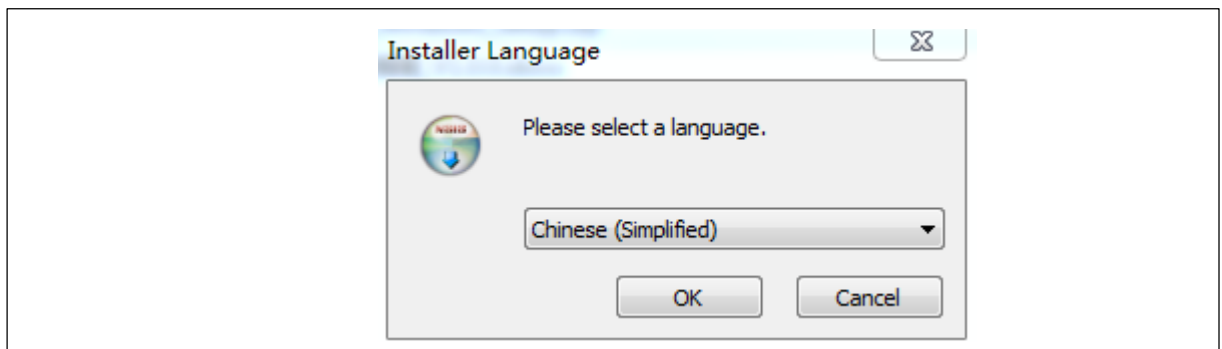 Installer Language
Please select a language.
Chinese (Simplified)
OK
Cancel